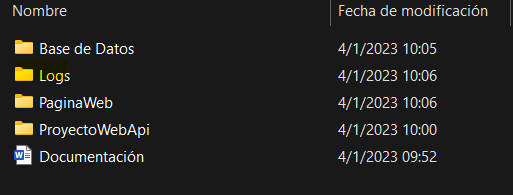 Nombre Fecha de modificación
Base de Datos 4/1/2023 10:05
Logs 4/1/2023 10:06
PaginaWeb 4/1/2023 10:06
ProyectoWebApi 4/1/2023 10:00
Documentación 4/1/2023 09:52